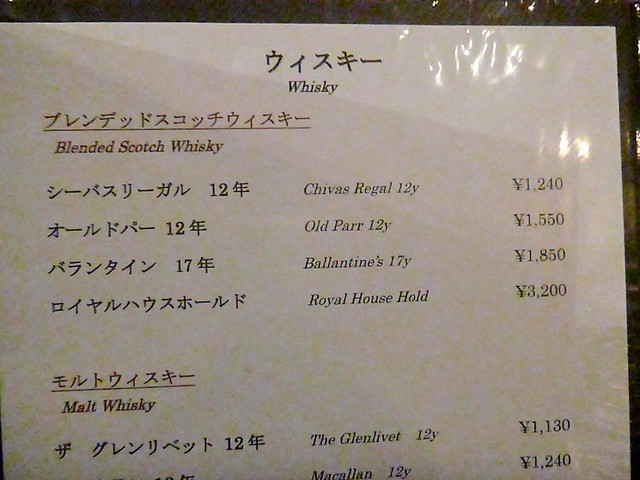 ウィスキー
Whisky
ブレンデッドスコッチウィスキー
Blended Scotch Whisky
シーバスリーガル 12年 Chivas Regal 12y ¥1,240
オールドパー 12年 Old Parr 12y ¥1,550
バランタイン 17年 Ballantine's 17y ¥1,850
ロイヤルハウスホールド Royal House Hold ¥3,200
モルトウィスキー
Malt Whisky
ザ グレンリベット 12年 The Glenlivet 12y ¥1,130
12年 Macallan 12y ¥1,240